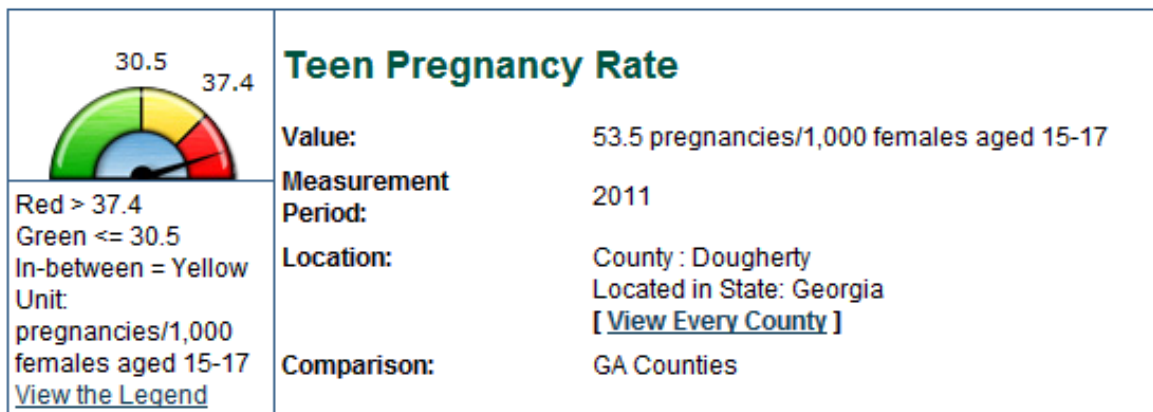 30.5
37.4
Red > 37.4
Green <= 30.5
In-between = Yellow
Unit:
pregnancies/1,000
females aged 15-17
View the Legend
Teen Pregnancy Rate
Value: 53.5 pregnancies/1,000 females aged 15-17
Measurement
Period: 2011
Location: County : Dougherty
Located in State: Georgia
[ View Every County ]
Comparison: GA Counties